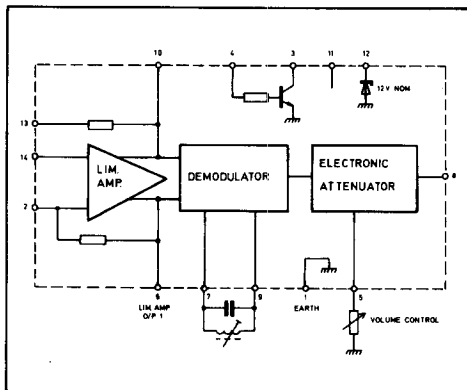 10 4 3 11 12
12V NOM
13
14
LIM. AMP.
DEMODULATOR
ELECTRONIC ATTENUATOR
8
2
6 7 9 1 5
LIM. AMP O/P 1
EARTH
VOLUME CONTROL